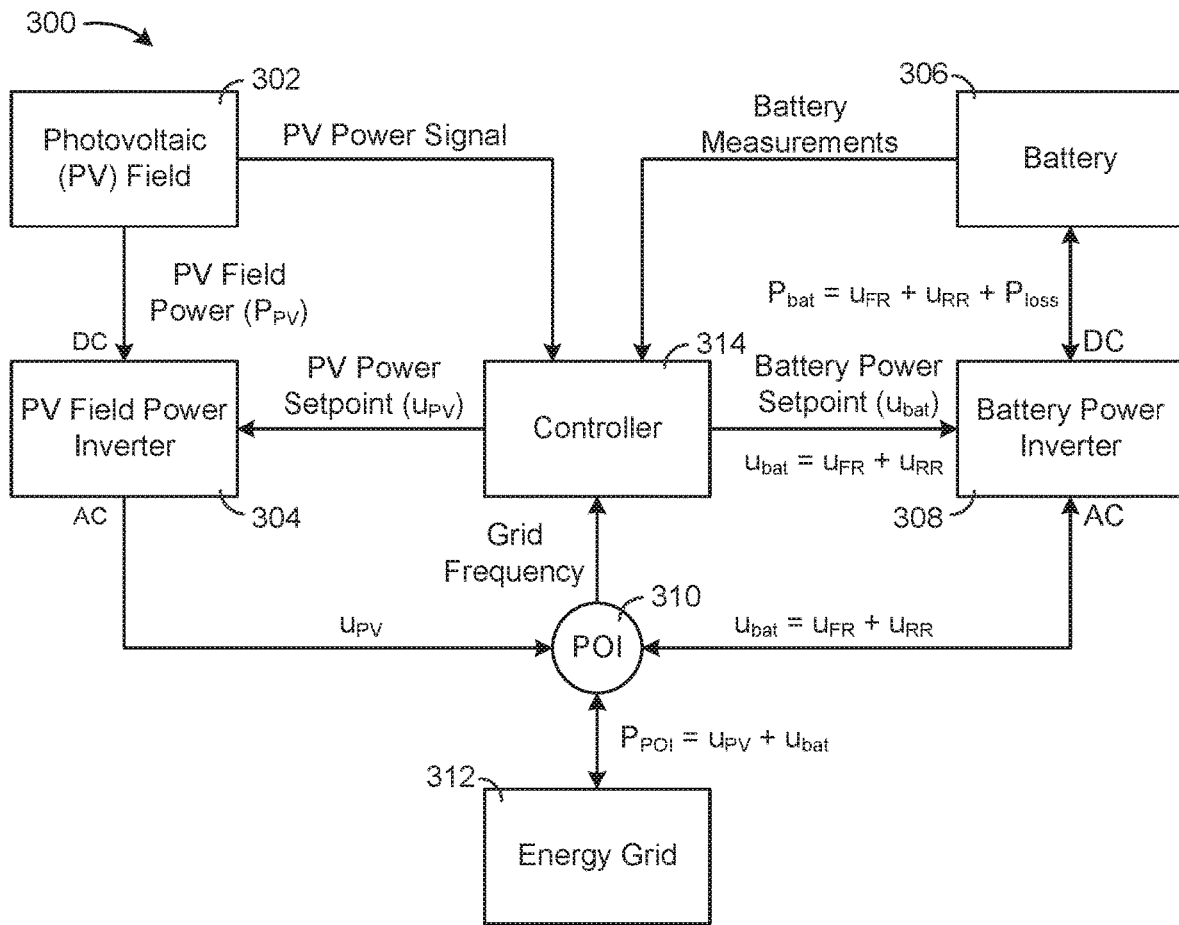 300
302
Photovoltaic
(PV) Field
PV Power Signal
Battery
Measurements
306
Battery
PV Field
Power (P_PV)
DC
P_bat = u_FR + u_RR + P_loss
DC
PV Field Power
Inverter
304
AC
PV Power
Setpoint (u_PV)
314
Controller
Battery Power
Setpoint (u_bat)
u_bat = u_FR + u_RR
Battery Power
Inverter
308
AC
Grid
Frequency
310
POI
u_PV
u_bat = u_FR + u_RR
P_POI = u_PV + u_bat
312
Energy Grid